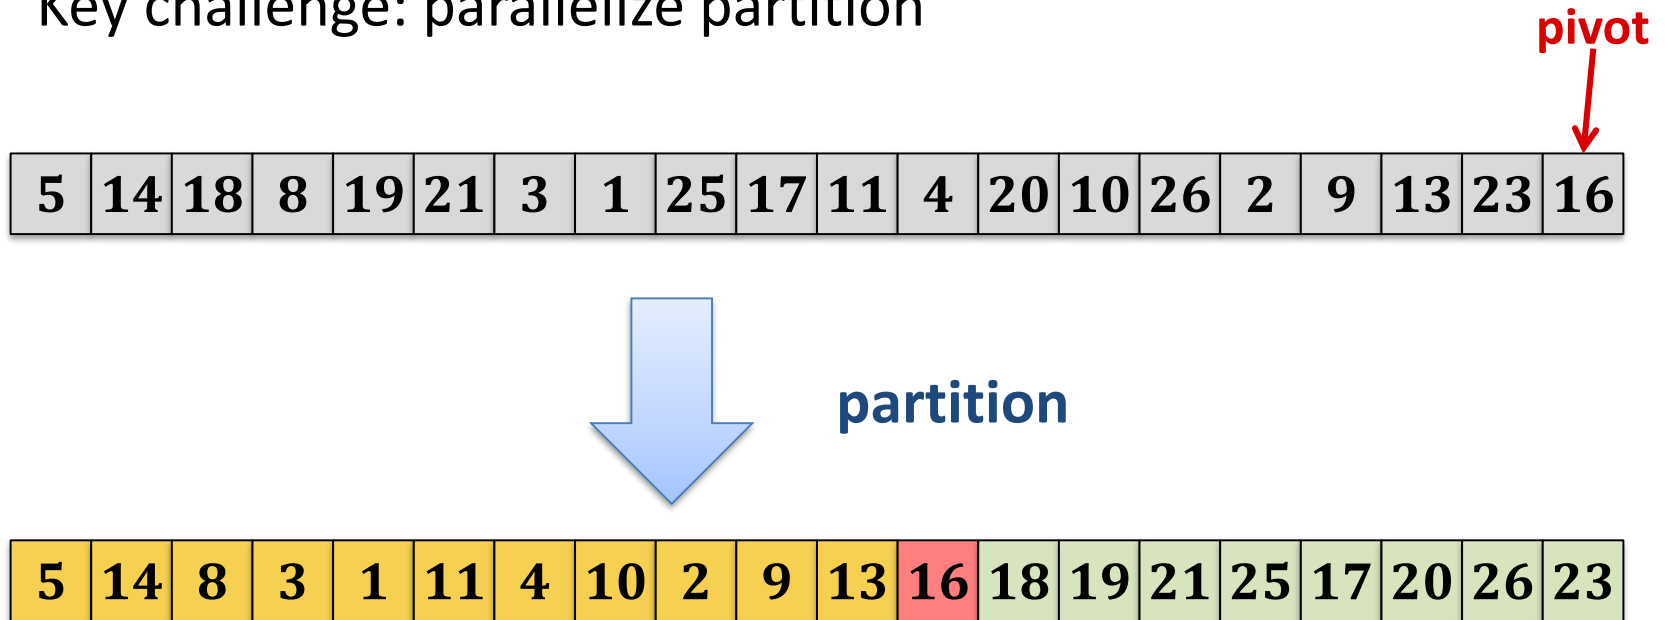 Key challenge: parallelize partition
pivot
5 14 18 8 19 21 3 1 25 17 11 4 20 10 26 2 9 13 23 16
partition
5 14 8 3 1 11 4 10 2 9 13 16 18 19 21 25 17 20 26 23